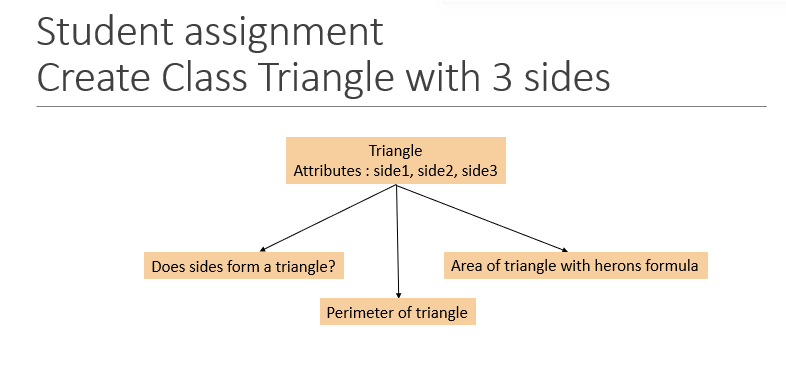 Student assignment
Create Class Triangle with 3 sides
Triangle
Attributes : side1, side2, side3
Does sides form a triangle?
Area of triangle with herons formula
Perimeter of triangle